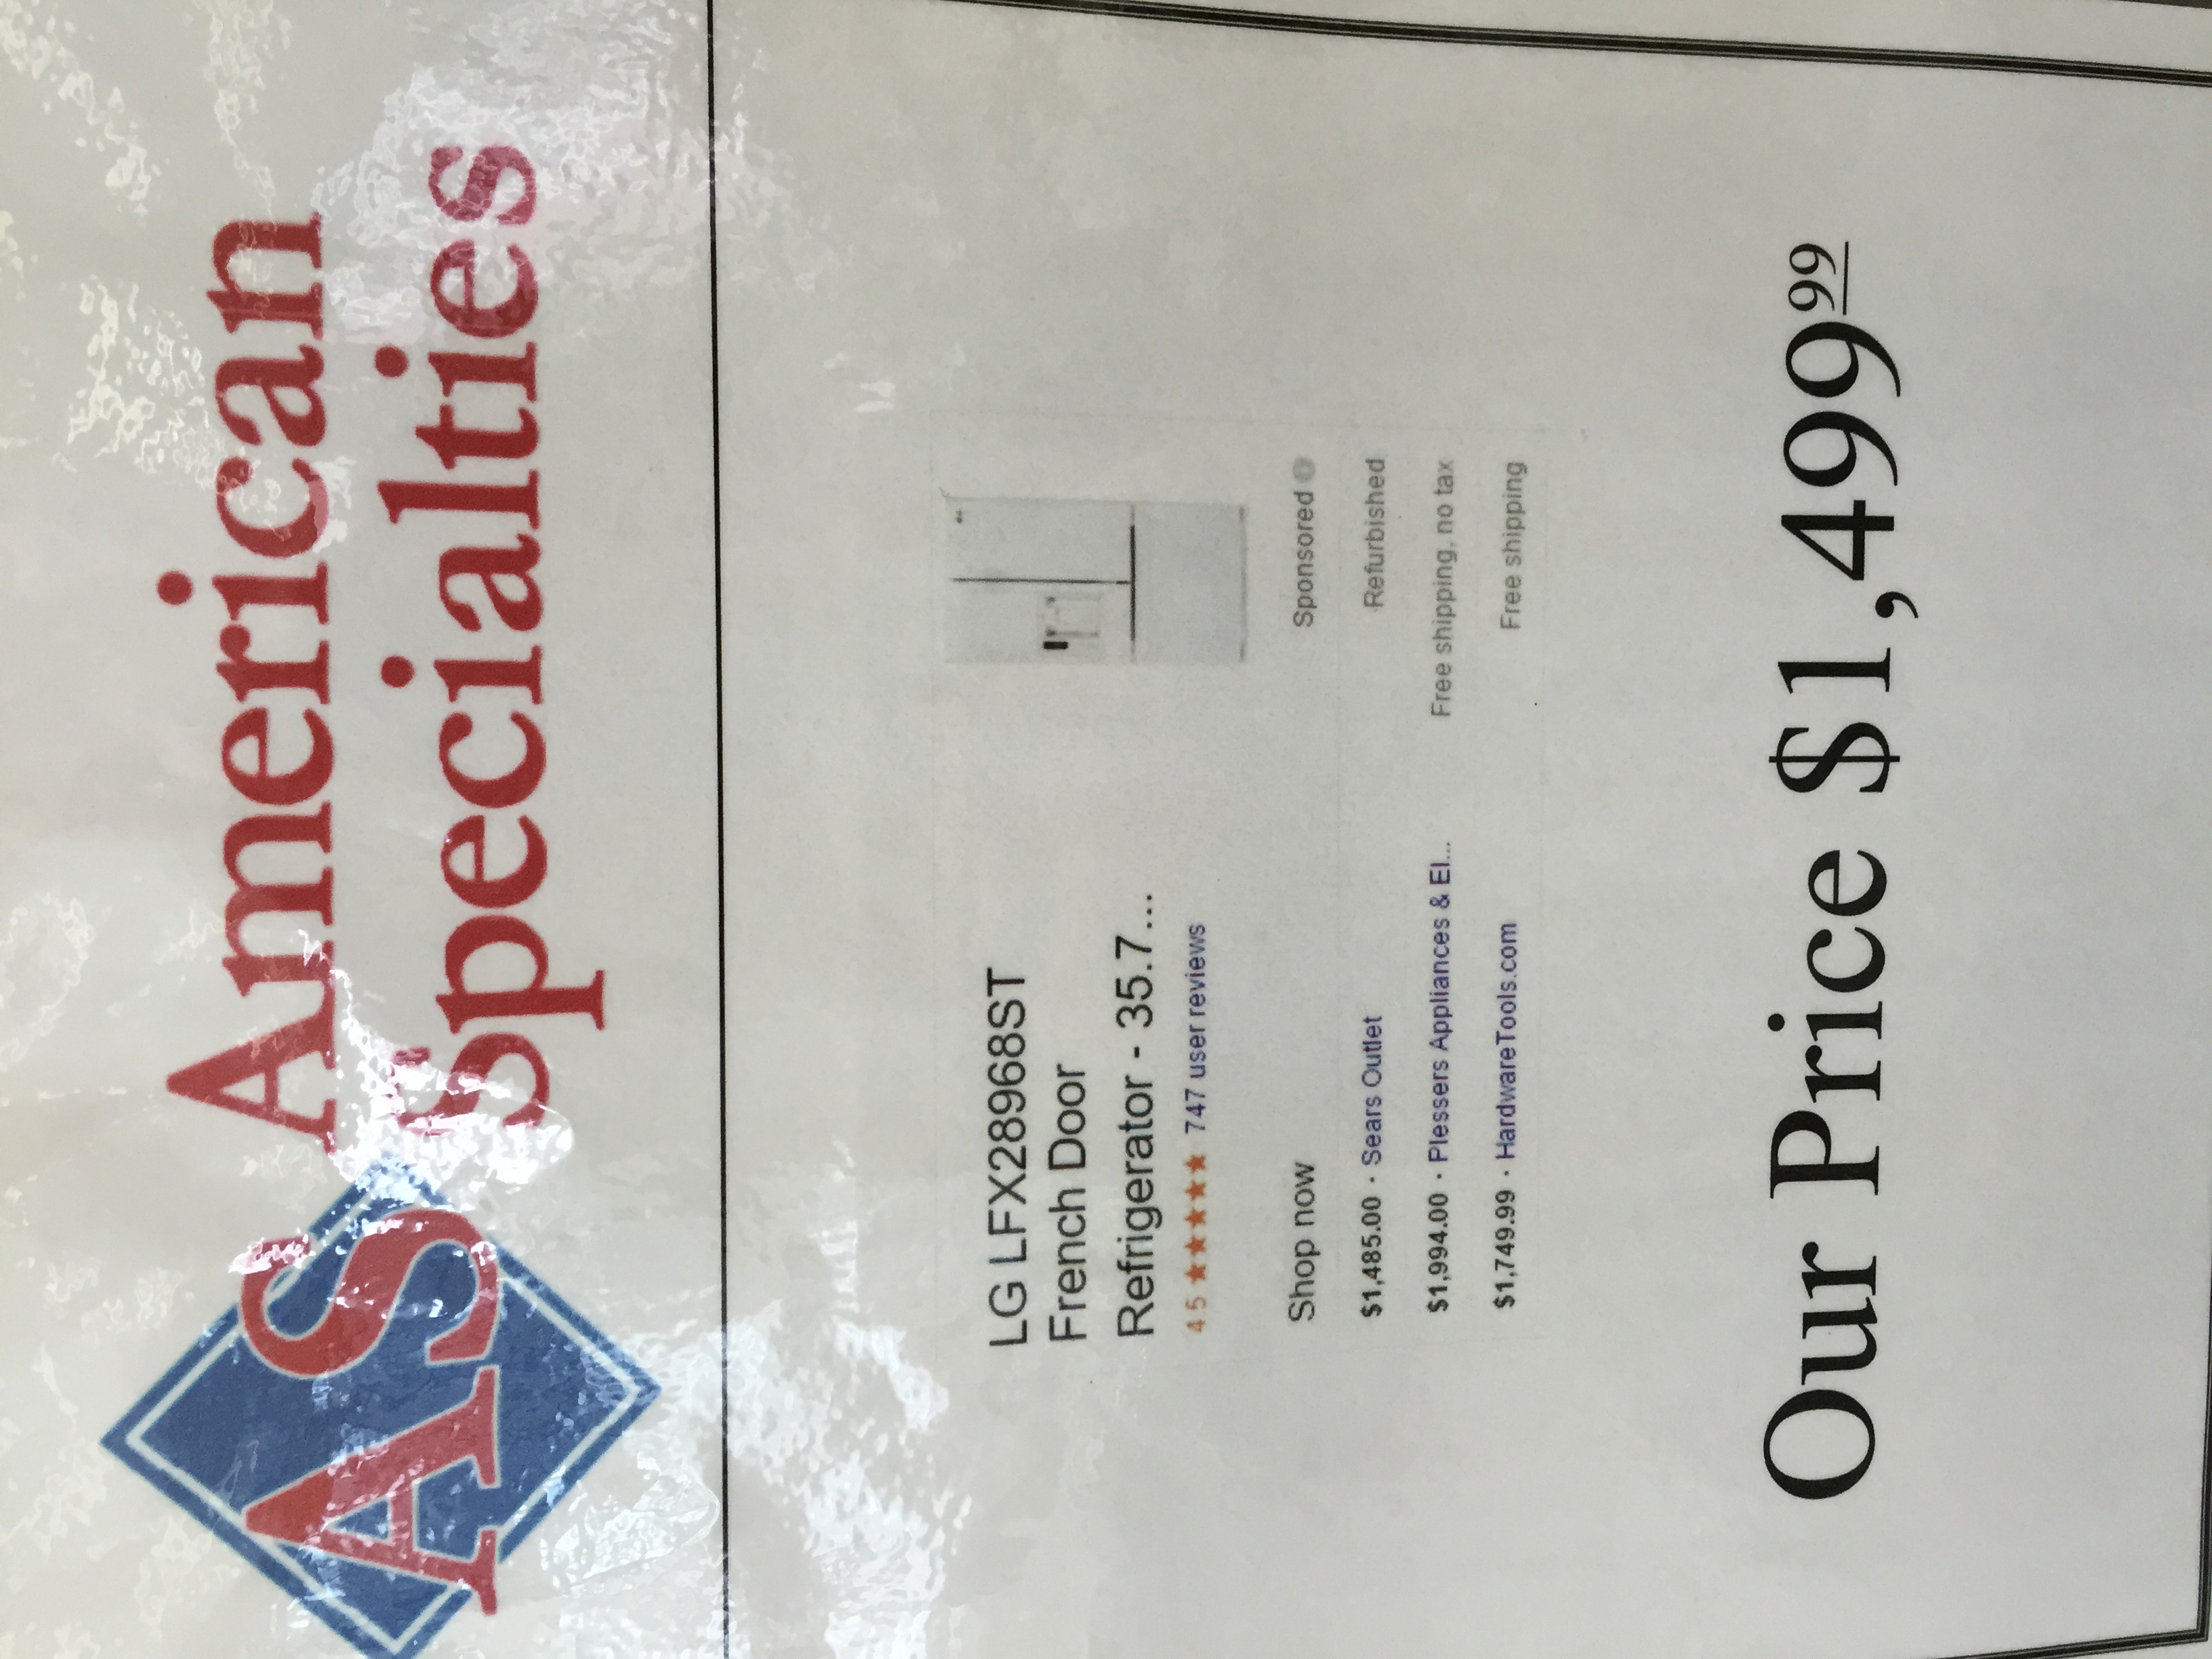 AS
American
Specialties
LG LFX28968ST
French Door
Refrigerator - 35.7...
4.5 ★★★★★ 747 user reviews
Shop now Sponsored
$1,485.00 · Sears Outlet Refurbished
$1,994.00 · Plessers Appliances & El... Free shipping, no tax
$1,749.99 · HardwareTools.com Free shipping
Our Price $1,499 99